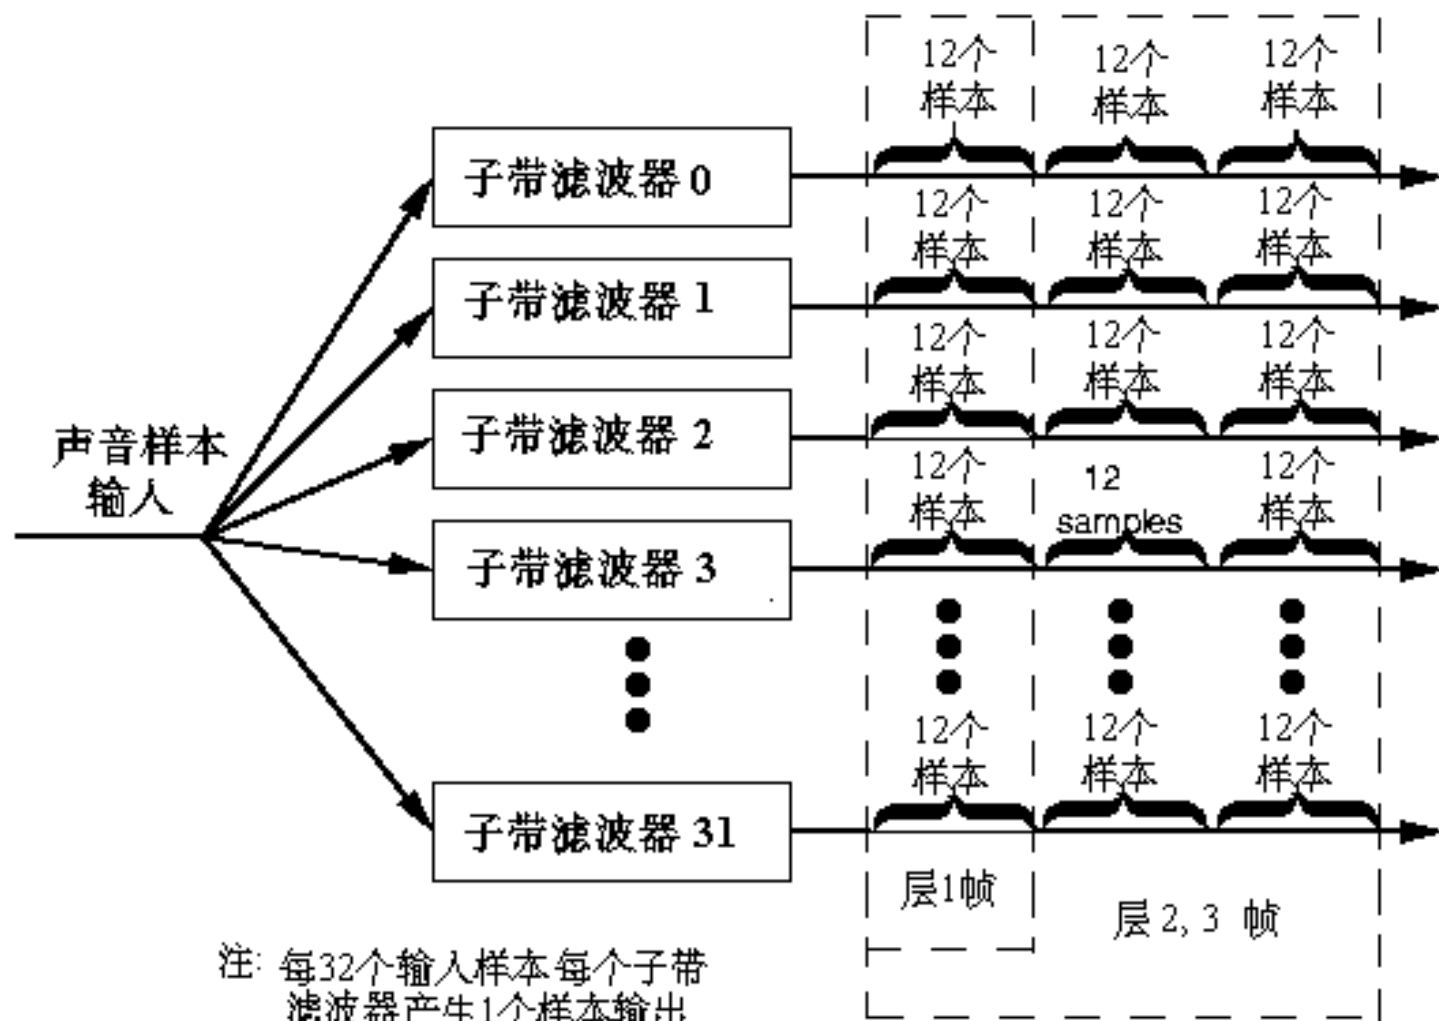 12个 12个 12个
样本 样本 样本
子带滤波器 0
12个 12个 12个
样本 样本 样本
子带滤波器 1
12个 12个 12个
样本 样本 样本
子带滤波器 2
声音样本
输入
12个 12 12个
样本 samples 样本
子带滤波器 3
12个 12个 12个
样本 样本 样本
子带滤波器 31
层1帧
层 2, 3 帧
注: 每32个输入样本每个子带
滤波器产生1个样本输出